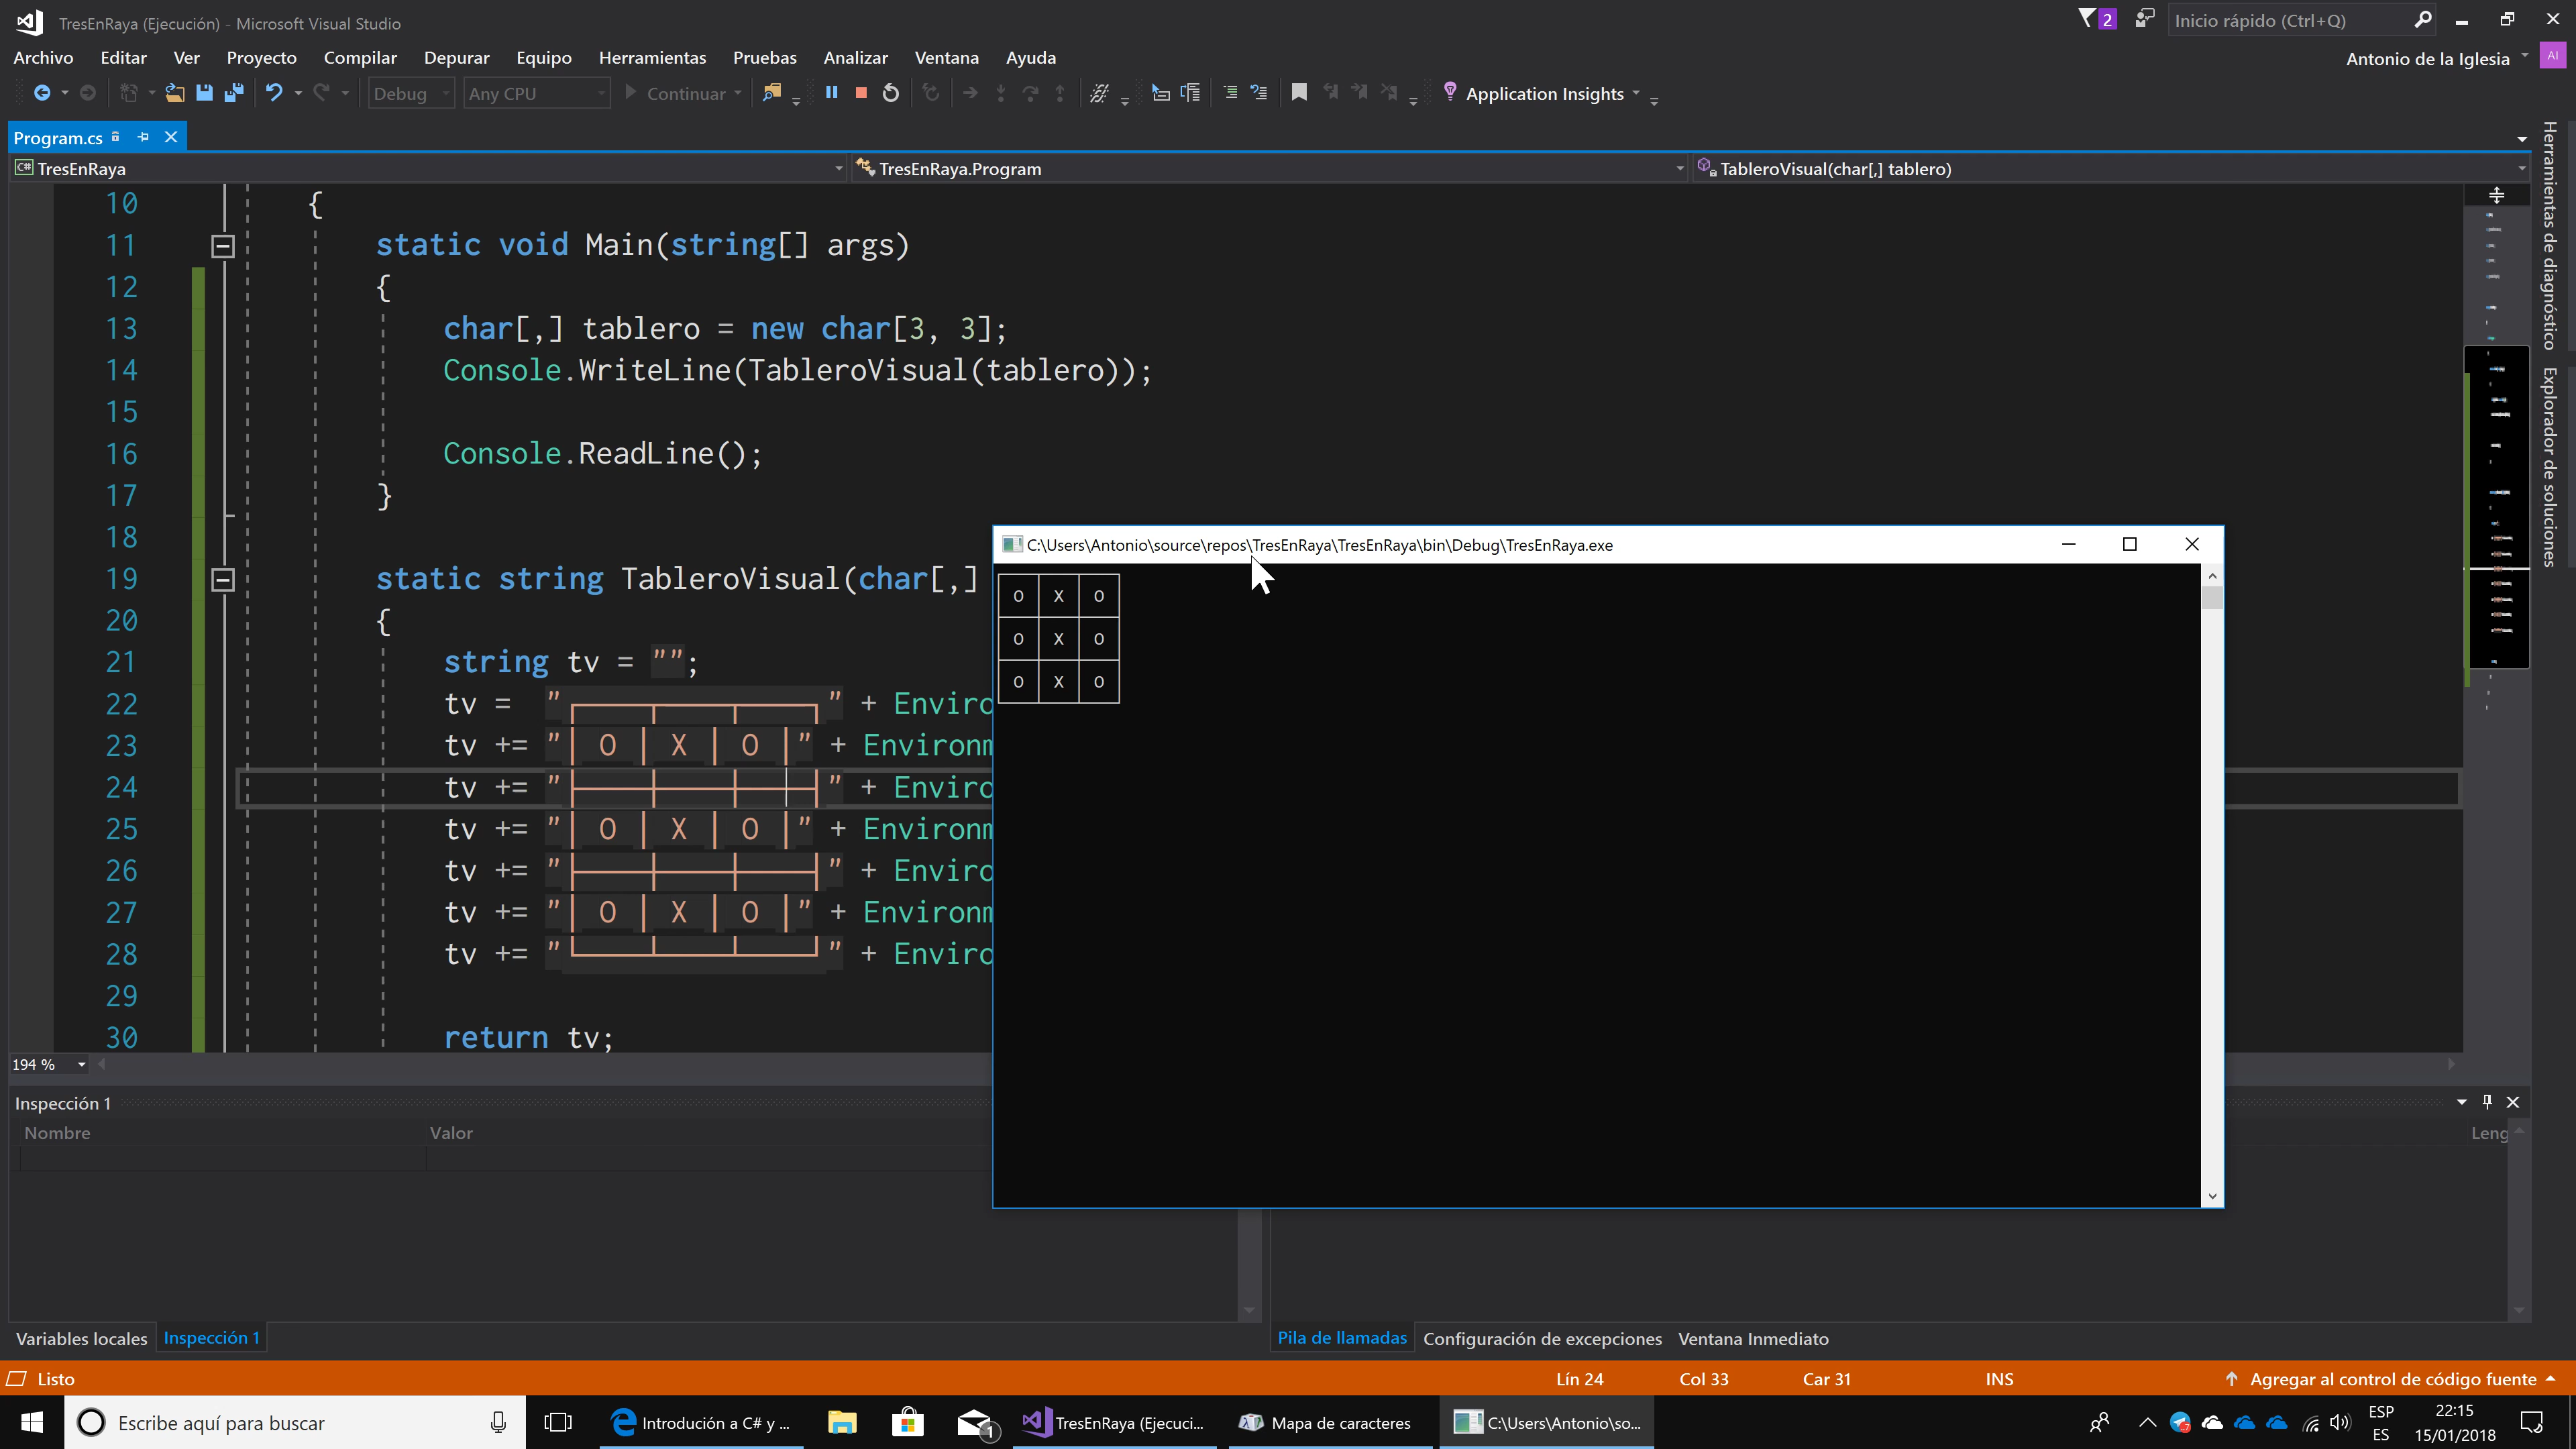 TresEnRaya (Ejecución) - Microsoft Visual Studio
2
Inicio rápido (Ctrl+Q)
Archivo Editar Ver Proyecto Compilar Depurar Equipo Herramientas Pruebas Analizar Ventana Ayuda
Antonio de la Iglesia
AI
Debug Any CPU Continuar Application Insights
Program.cs
TresEnRaya
TresEnRaya.Program
TableroVisual(char[,] tablero)
10 {
11 static void Main(string[] args)
12 {
13 char[,] tablero = new char[3, 3];
14 Console.WriteLine(TableroVisual(tablero));
15
16 Console.ReadLine();
17 }
18
19 static string TableroVisual(char[,]
20 {
21 string tv = "";
22 tv = "┌───┬───┬───┐" + Enviro
23 tv += "│ O │ X │ O │" + Environm
24 tv += "├───┼───┼───┤" + Enviro
25 tv += "│ O │ X │ O │" + Environm
26 tv += "├───┼───┼───┤" + Enviro
27 tv += "│ O │ X │ O │" + Environm
28 tv += "└───┴───┴───┘" + Enviro
29
30 return tv;
C:\Users\Antonio\source\repos\TresEnRaya\TresEnRaya\bin\Debug\TresEnRaya.exe
O X O
O X O
O X O
Herramientas de diagnóstico
Explorador de soluciones
194 %
Inspección 1
Nombre Valor
Leng
Variables locales Inspección 1
Pila de llamadas Configuración de excepciones Ventana Inmediato
Listo
Lín 24 Col 33 Car 31 INS
Agregar al control de código fuente
Escribe aquí para buscar
Introducción a C# y ...
1
TresEnRaya (Ejecuci...
Mapa de caracteres
C:\Users\Antonio\so...
ESP
ES
22:15
15/01/2018